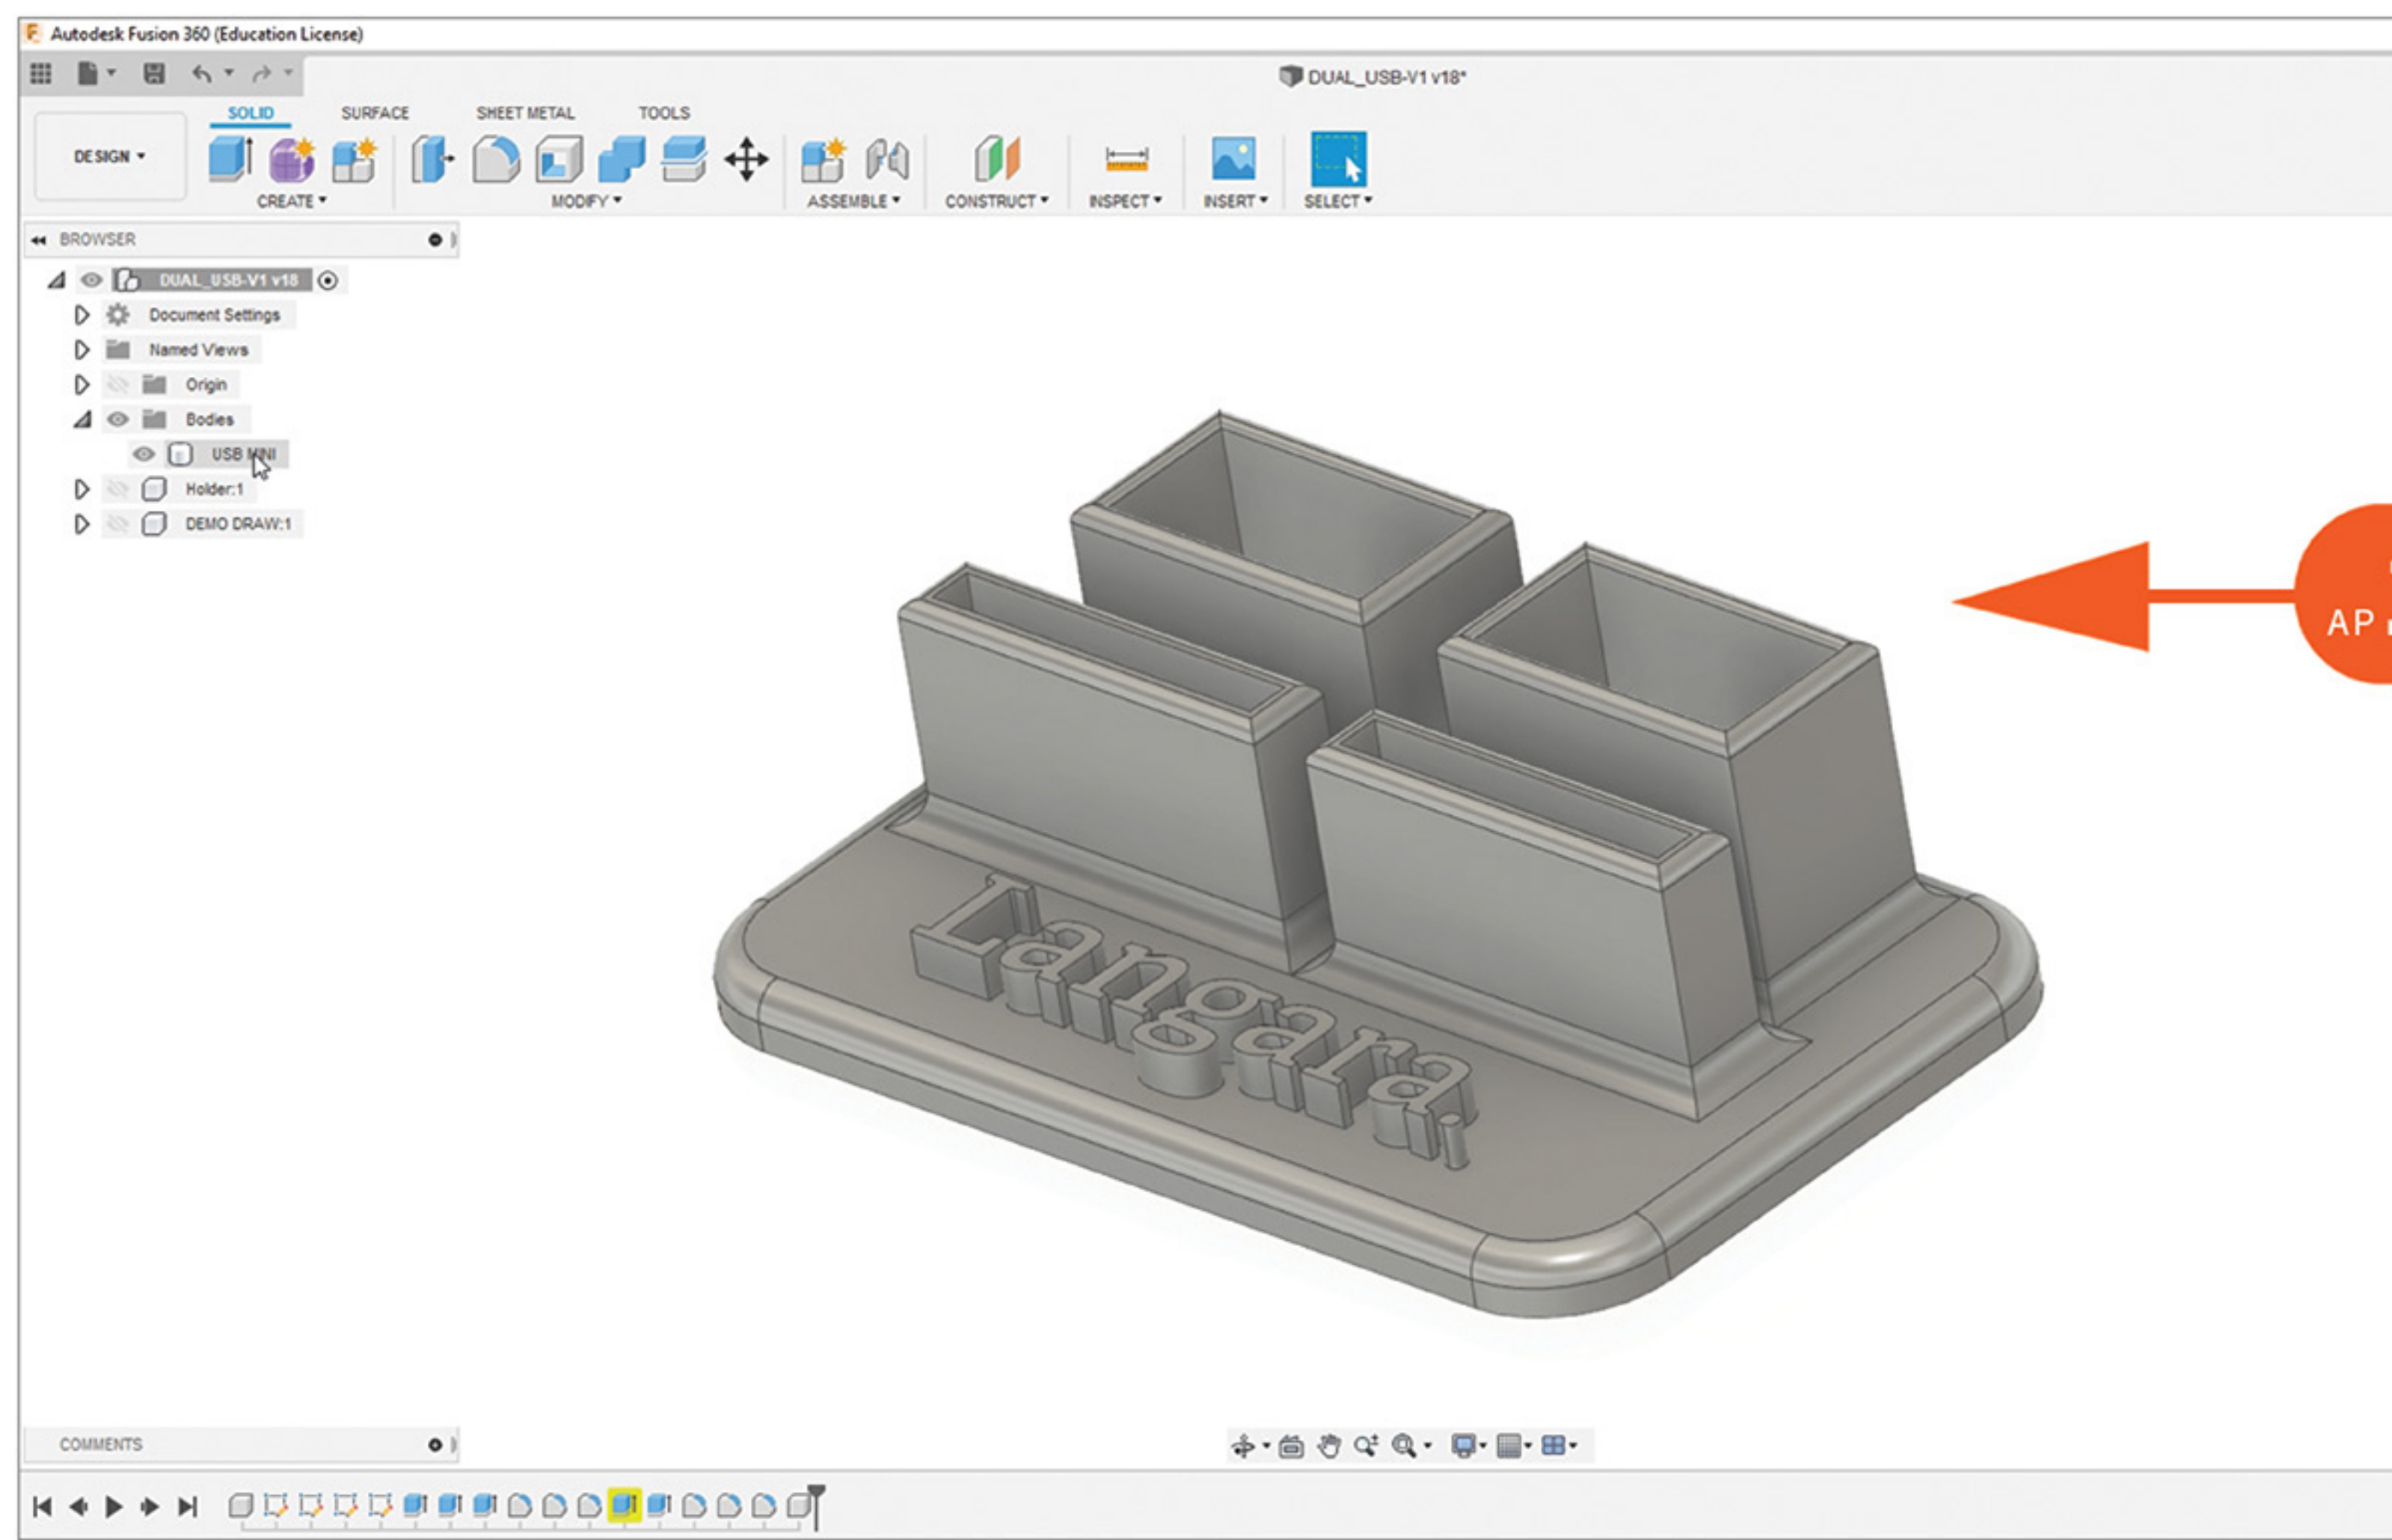 Autodesk Fusion 360 (Education License)
DUAL_USB-V1 v18*
SOLID SURFACE SHEET METAL TOOLS
DESIGN
CREATE MODIFY ASSEMBLE CONSTRUCT INSPECT INSERT SELECT
BROWSER
DUAL_USB-V1 v18
Document Settings
Named Views
Origin
Bodies
USB MINI
Holder:1
DEMO DRAW:1
AP
Langara,
COMMENTS